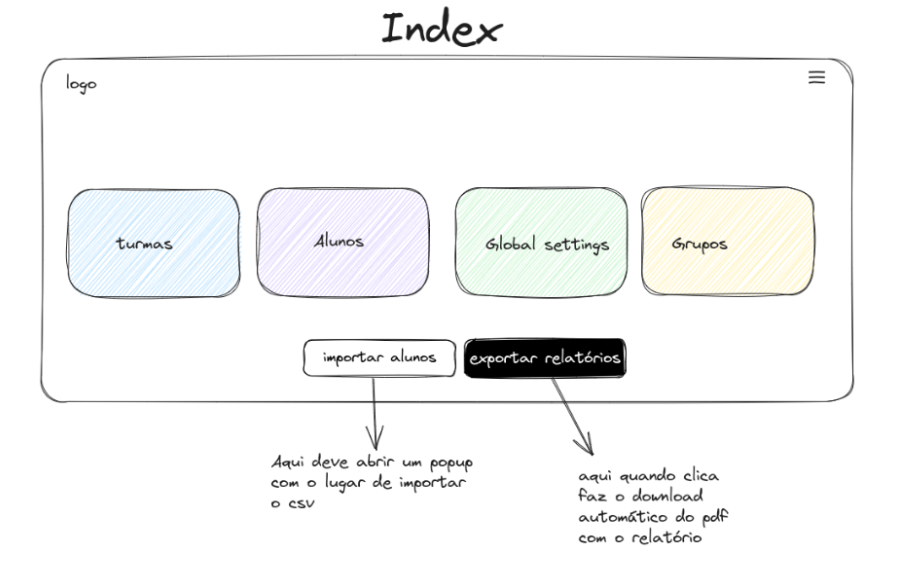 Index
logo
turmas
Alunos
Global settings
Grupos
importar alunos
exportar relatórios
Aqui deve abrir um popup
com o lugar de importar
o csv
aqui quando clica
faz o download
automático do pdf
com o relatório